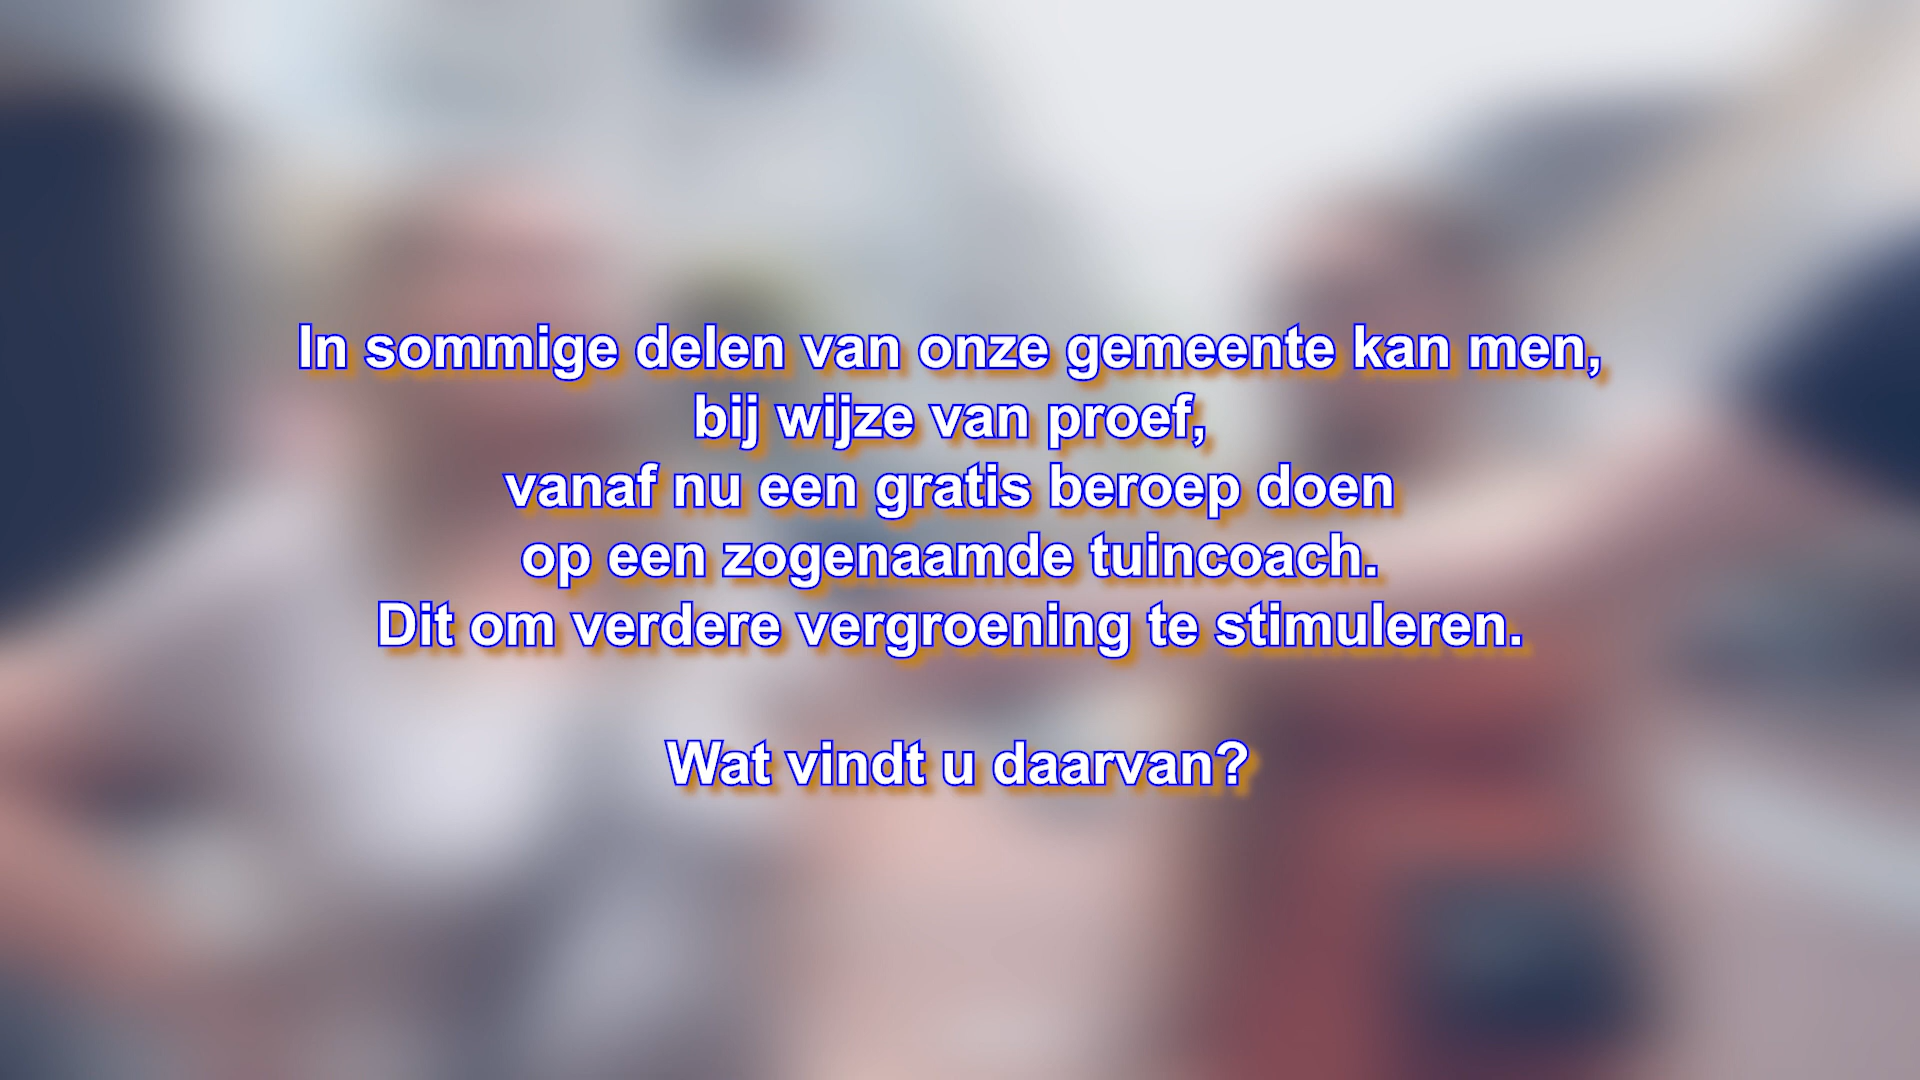 In sommige delen van onze gemeente kan men,
bij wijze van proef,
vanaf nu een gratis beroep doen
op een zogenaamde tuincoach.
Dit om verdere vergroening te stimuleren.
Wat vindt u daarvan?